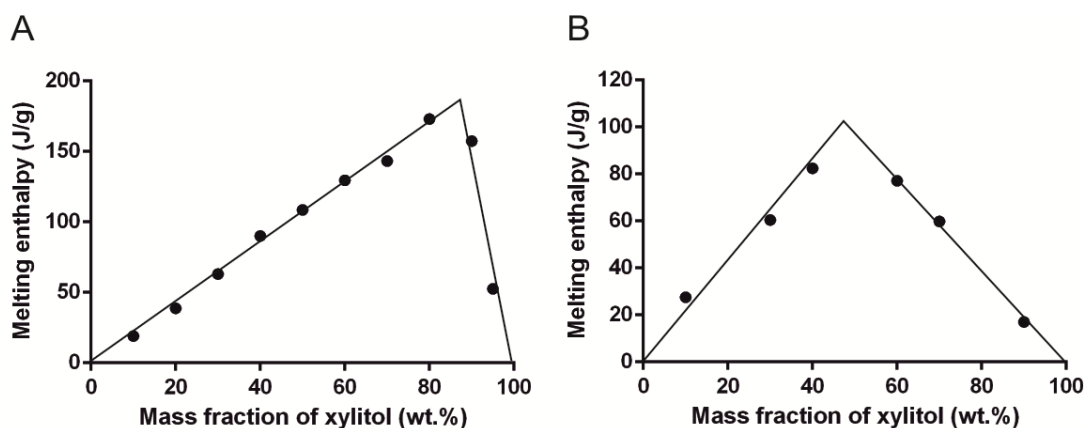 A
Melting enthalpy (J/g)
200
150
100
50
0
0 20 40 60 80 100
Mass fraction of xylitol (wt.%)
B
Melting enthalpy (J/g)
120
100
80
60
40
20
0
0 20 40 60 80 100
Mass fraction of xylitol (wt.%)